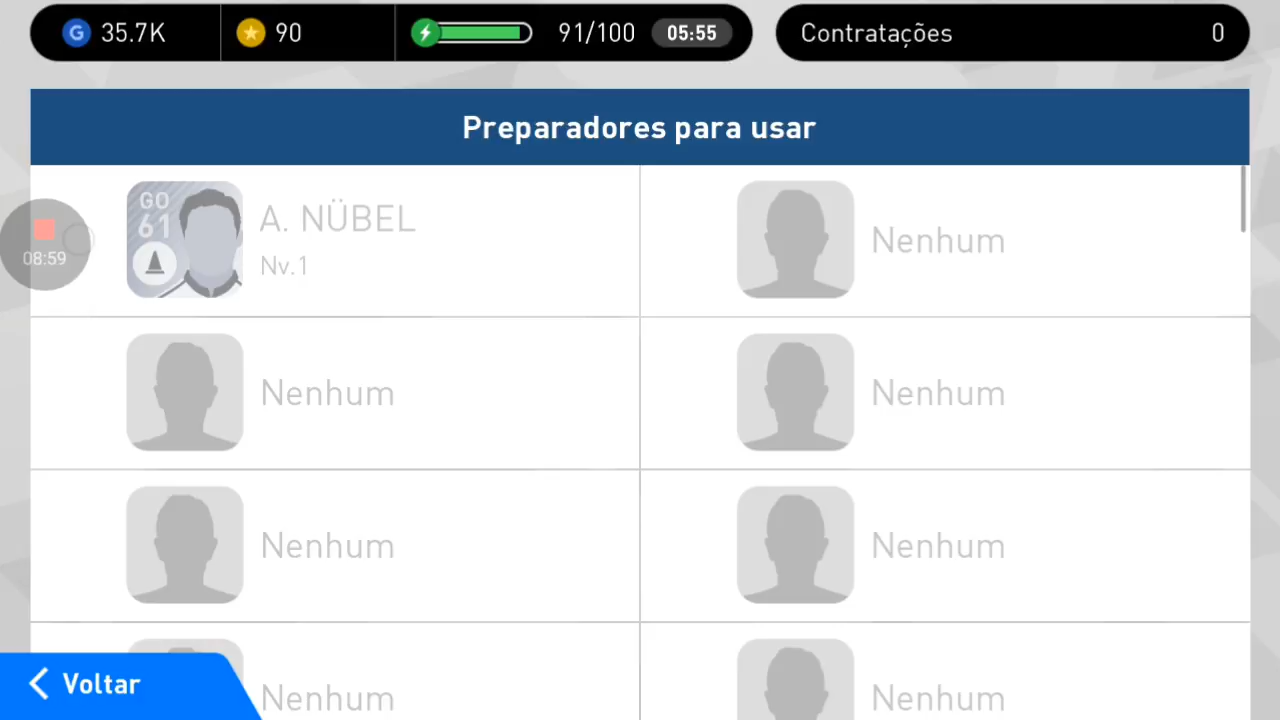 G 35.7K 90 91/100 05:55 Contratações 0
Preparadores para usar
GO
61
A. NÜBEL
Nv.1
Nenhum
08:59
Nenhum
Nenhum
Nenhum
Nenhum
Nenhum
Nenhum
Voltar